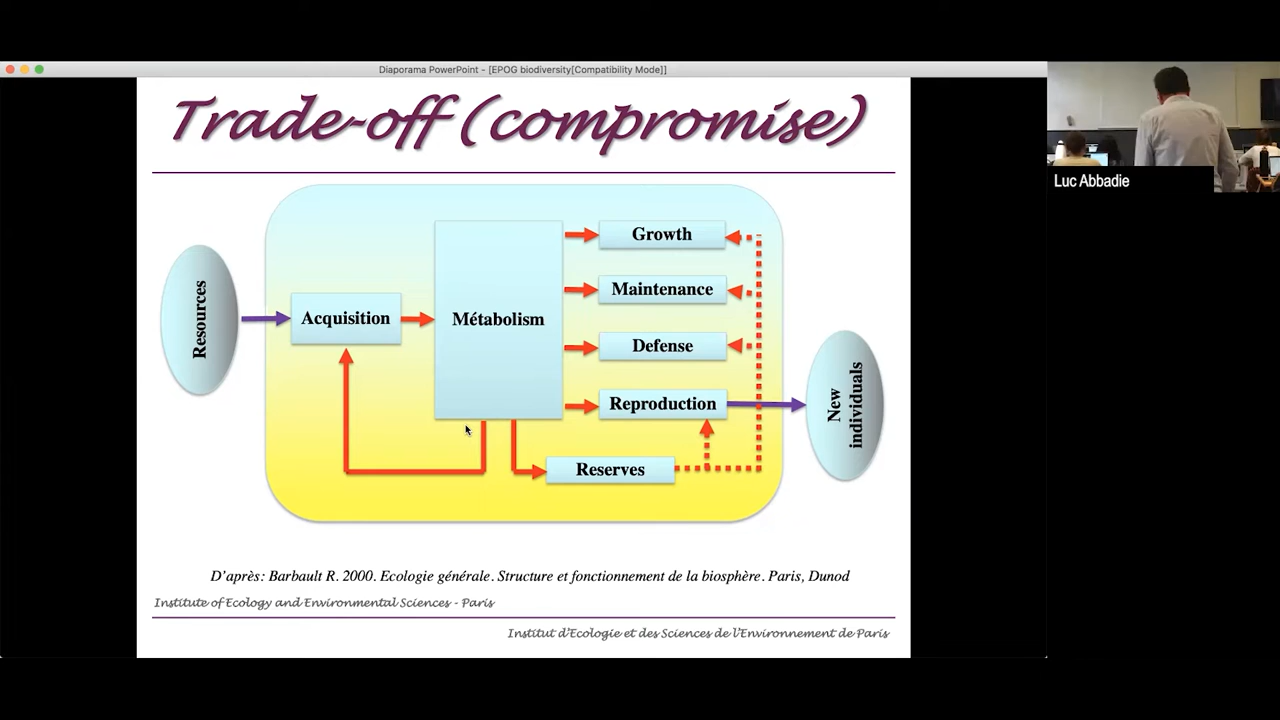 Diaporama PowerPoint - [EPOG biodiversity[Compatibility Mode]]
Trade-off (compromise)
Luc Abbadie
Resources
Acquisition
Métabolism
Growth
Maintenance
Defense
Reproduction
Reserves
New
individuals
D'après: Barbault R. 2000. Ecologie générale. Structure et fonctionnement de la biosphère. Paris, Dunod
Institute of Ecology and Environmental Sciences - Paris
Institut d'Ecologie et des Sciences de l'Environnement de Paris